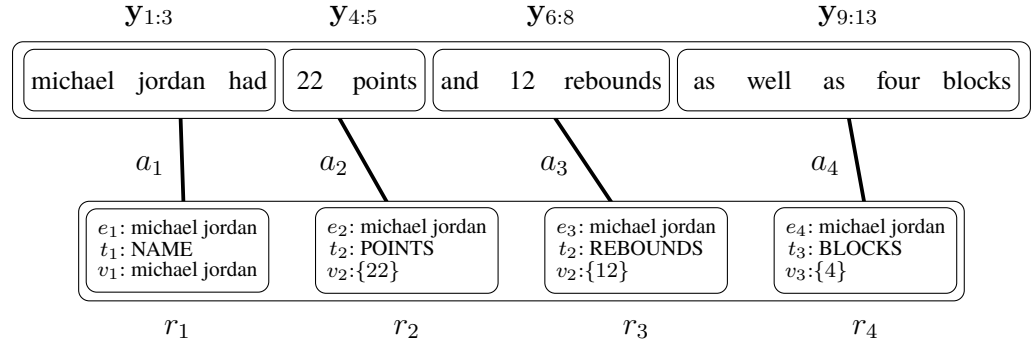 y1:3 y4:5 y6:8 y9:13
michael jordan had 22 points and 12 rebounds as well as four blocks
a1 a2 a3 a4
e1: michael jordan e2: michael jordan e3: michael jordan e4: michael jordan
t1: NAME t2: POINTS t2: REBOUNDS t3: BLOCKS
v1: michael jordan v2:{22} v2:{12} v3:{4}
r1 r2 r3 r4